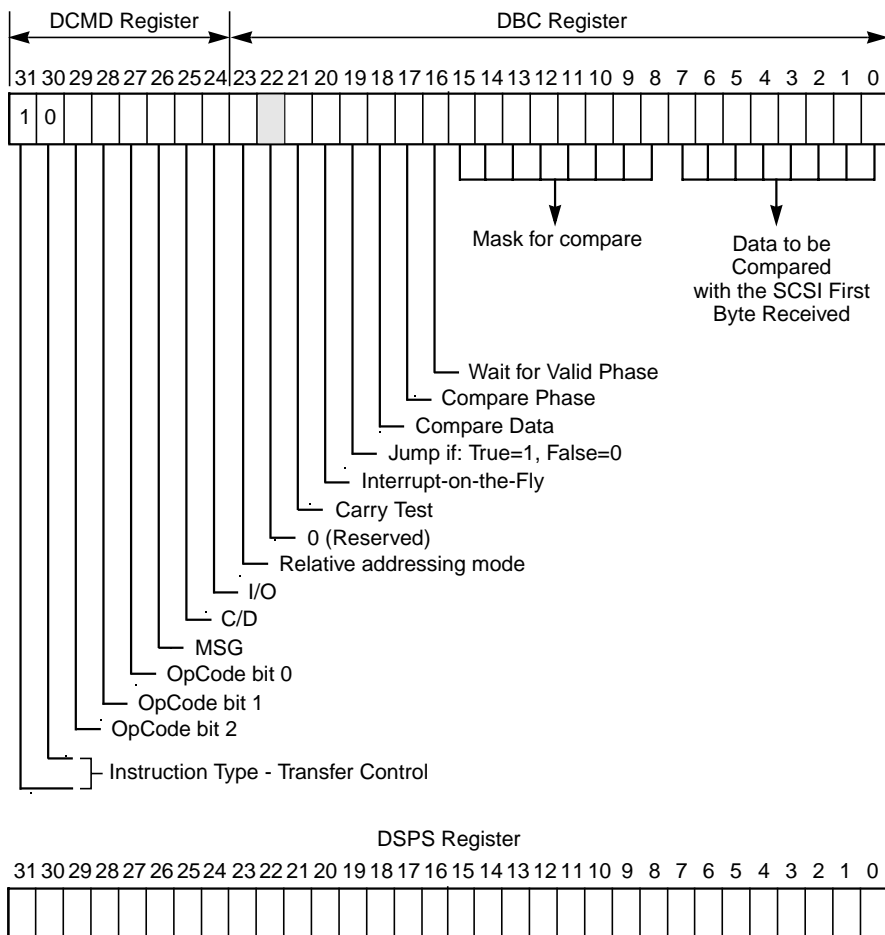 DCMD Register DBC Register
31 30 29 28 27 26 25 24 23 22 21 20 19 18 17 16 15 14 13 12 11 10 9 8 7 6 5 4 3 2 1 0
1 0
Mask for compare
Data to be
Compared
with the SCSI First
Byte Received
Wait for Valid Phase
Compare Phase
Compare Data
Jump if: True=1, False=0
Interrupt-on-the-Fly
Carry Test
0 (Reserved)
Relative addressing mode
I/O
C/D
MSG
OpCode bit 0
OpCode bit 1
OpCode bit 2
Instruction Type - Transfer Control
DSPS Register
31 30 29 28 27 26 25 24 23 22 21 20 19 18 17 16 15 14 13 12 11 10 9 8 7 6 5 4 3 2 1 0